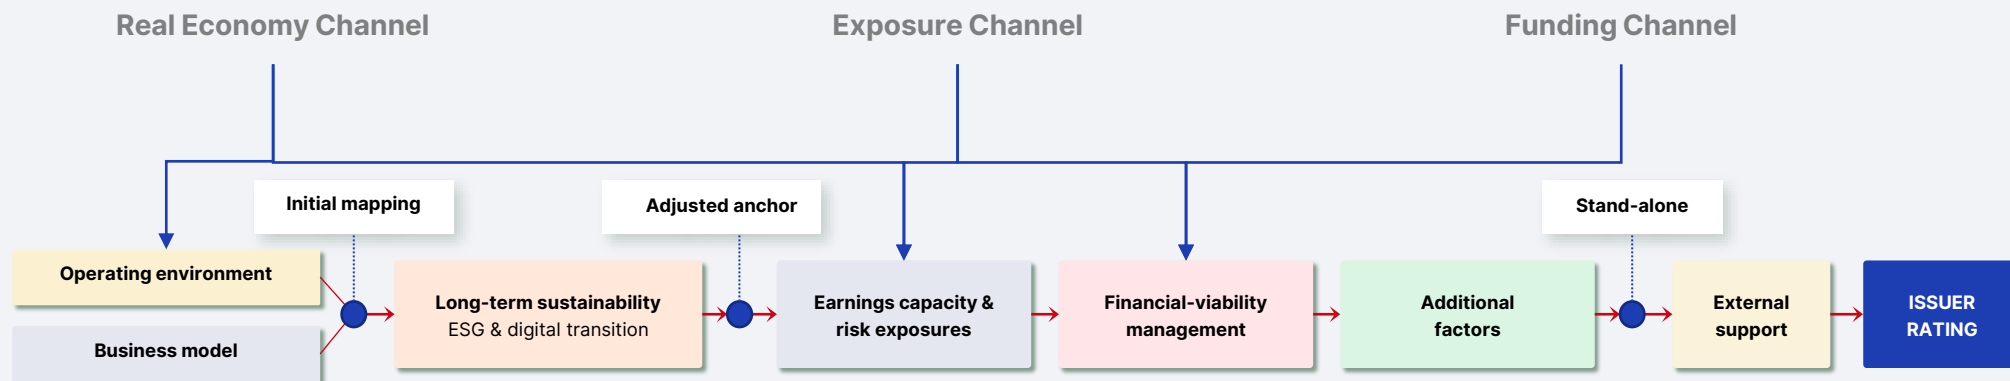 Real Economy Channel
Exposure Channel
Funding Channel
Initial mapping
Adjusted anchor
Stand-alone
Operating environment
Business model
Long-term sustainability
ESG & digital transition
Earnings capacity &
risk exposures
Financial-viability
management
Additional
factors
External
support
ISSUER
RATING